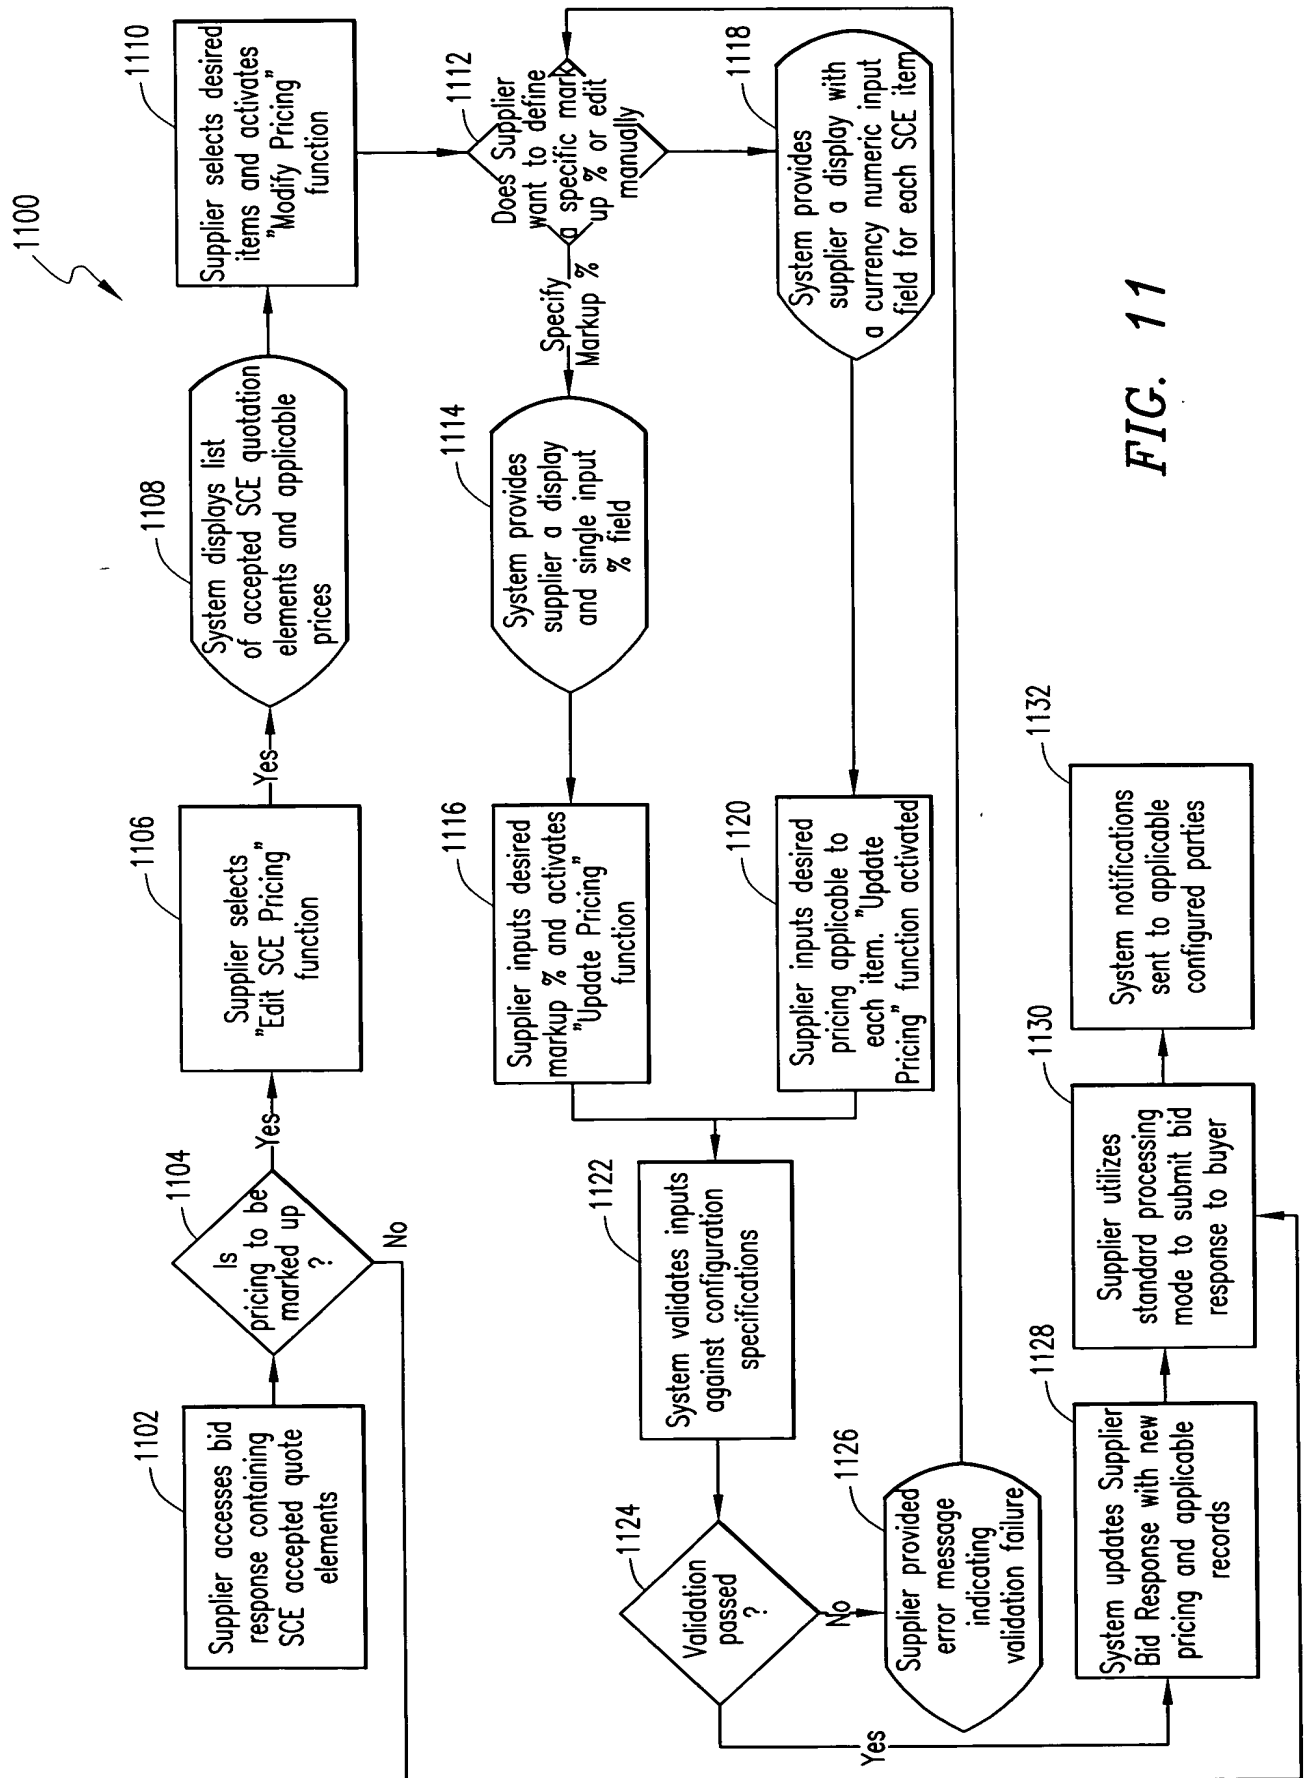 1100
1102
Supplier accesses bid
response containing
SCE accepted quote
elements
1104
Is
pricing to be
marked up
?
Yes
No
1106
Supplier selects
"Edit SCE Pricing"
function
Yes
1108
System displays list
of accepted SCE quotation
elements and applicable
prices
1110
Supplier selects desired
items and activates
"Modify Pricing"
function
1112
Does Supplier
want to define
a specific mark
up % or edit
manually
Specify
Markup %
1114
System provides
supplier a display
and single input
% field
1116
Supplier inputs desired
markup % and activates
"Update Pricing"
function
1118
System provides
supplier a display with
a currency numeric input
field for each SCE item
1120
Supplier inputs desired
pricing applicable to
each item. "Update
Pricing" function activated
1122
System validates inputs
against configuration
specifications
1124
Validation
passed
?
No
Yes
1126
Supplier provided
error message
indicating
validation failure
1128
System updates Supplier
Bid Response with new
pricing and applicable
records
1130
Supplier utilizes
standard processing
mode to submit bid
response to buyer
1132
System notifications
sent to applicable
configured parties
FIG. 11